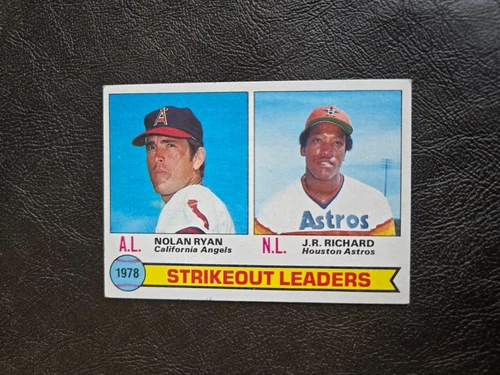 A
Astros
A.L. NOLAN RYAN
California Angels
N.L. J.R. RICHARD
Houston Astros
1978 STRIKEOUT LEADERS